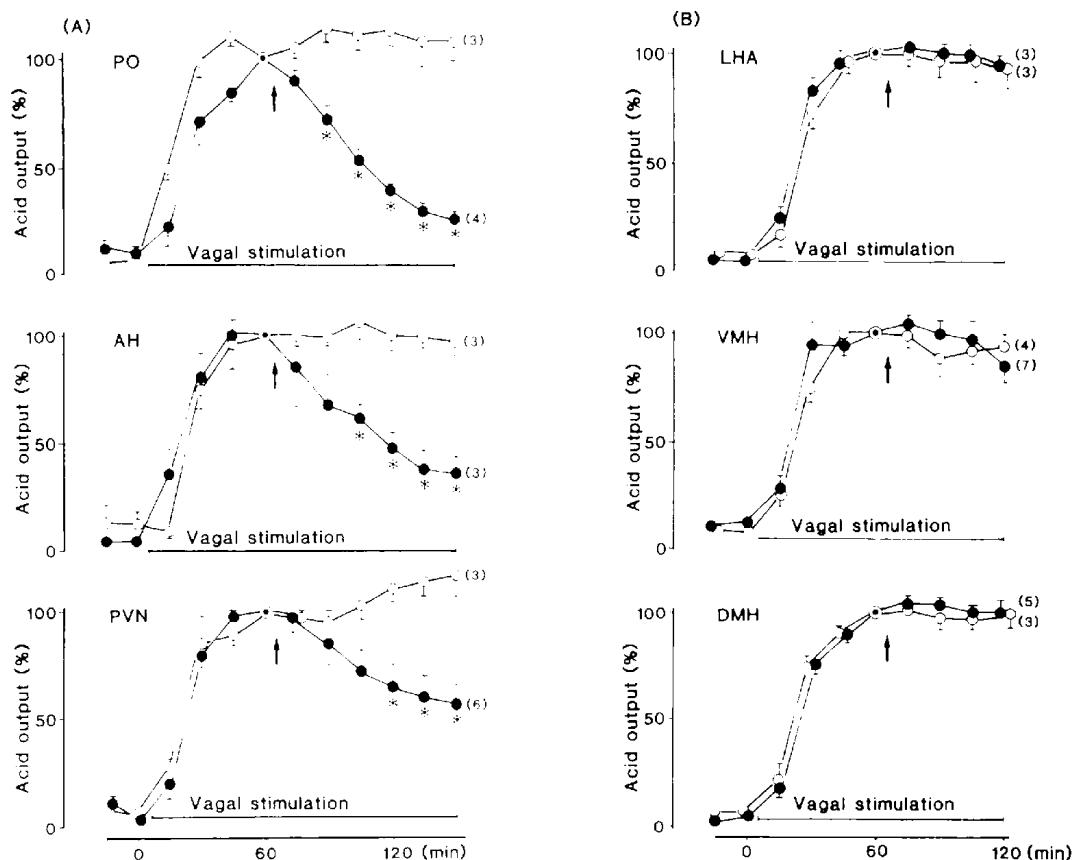 (A)
PO
Acid output (%)
100
50
0
(3)
(4)
*
*
*
*
*
Vagal stimulation
AH
Acid output (%)
100
50
0
(3)
(3)
*
*
*
*
Vagal stimulation
PVN
Acid output (%)
100
50
0
(3)
(6)
*
*
*
Vagal stimulation
0 60 120 (min)
(B)
LHA
Acid output (%)
100
50
0
(3)
(3)
Vagal stimulation
VMH
Acid output (%)
100
50
0
(4)
(7)
Vagal stimulation
DMH
Acid output (%)
100
50
0
(5)
(3)
Vagal stimulation
0 60 120 (min)